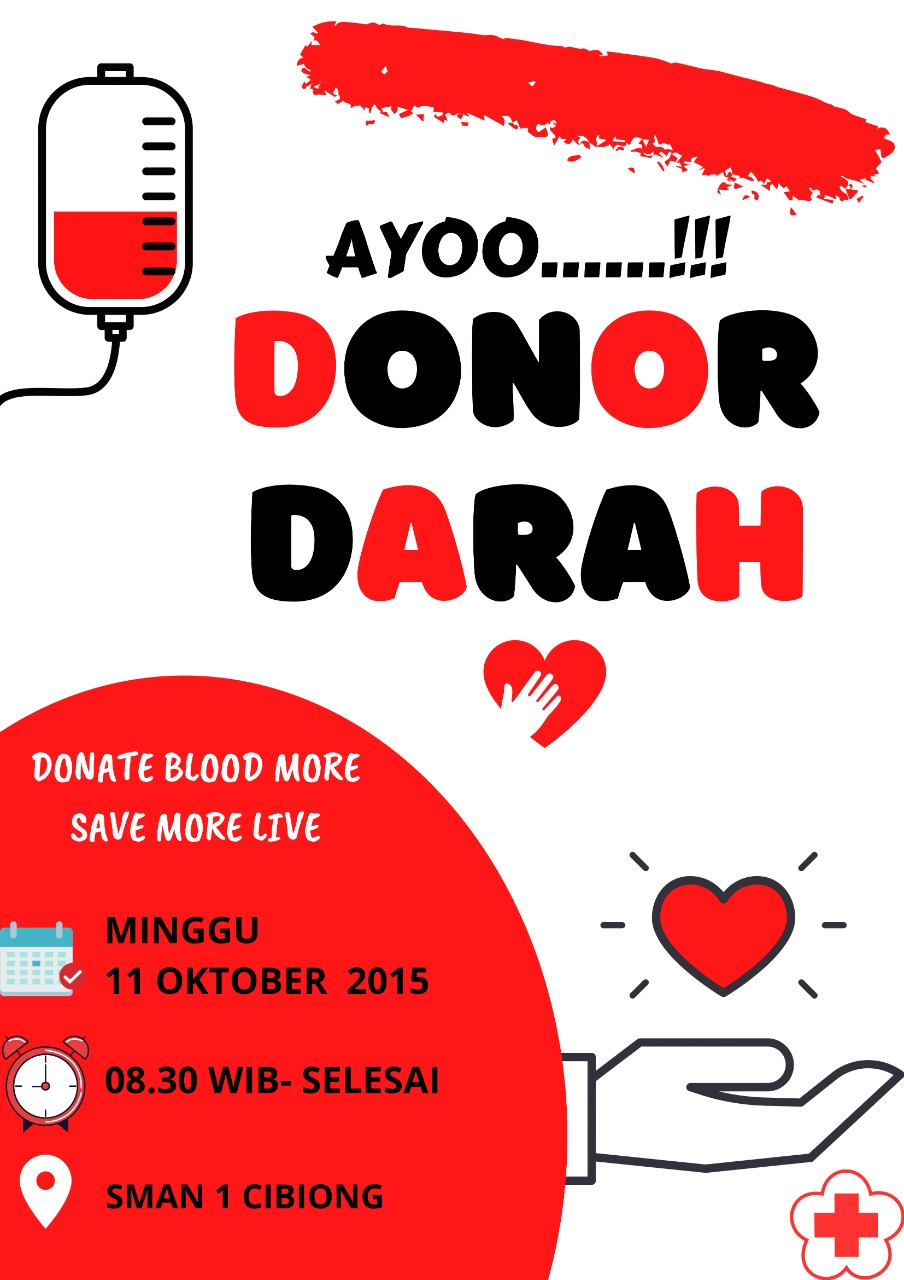 AYOO......!!!
DONOR
DARAH
DONATE BLOOD MORE
SAVE MORE LIVE
MINGGU
11 OKTOBER 2015
08.30 WIB- SELESAI
SMAN 1 CIBIONG